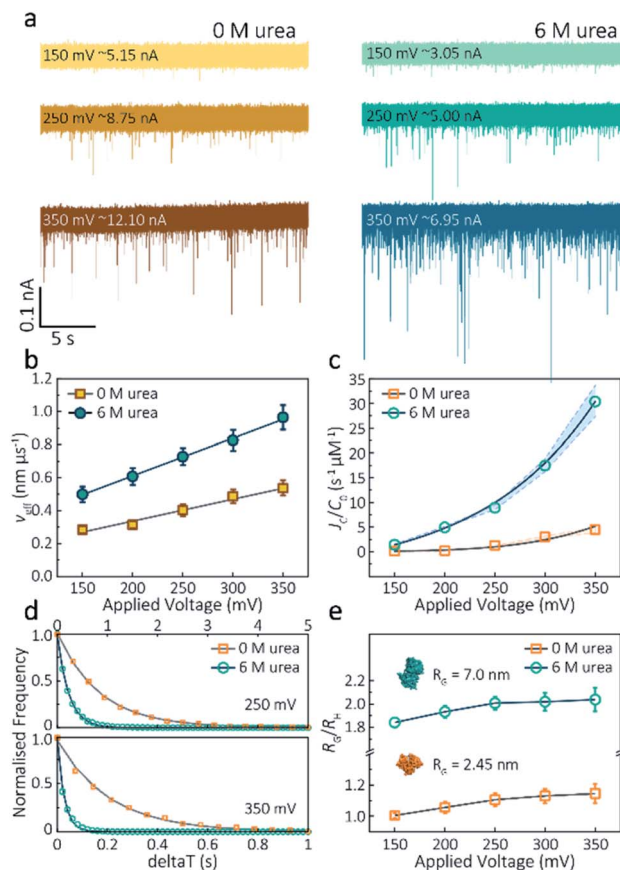 a
0 M urea
6 M urea
150 mV ~5.15 nA
150 mV ~3.05 nA
250 mV ~8.75 nA
250 mV ~5.00 nA
350 mV ~12.10 nA
350 mV ~6.95 nA
0.1 nA
5 s
b
1.2
1.0
0.8
0.6
0.4
0.2
0.0
0 M urea
6 M urea
150 200 250 300 350
Applied Voltage (mV)
c
35
30
25
20
15
10
5
0
J_C/C_D (s⁻¹ μM⁻¹)
0 M urea
6 M urea
150 200 250 300 350
Applied Voltage (mV)
d
0 1 2 3 4 5
1.0
0.5
0
0 M urea
6 M urea
250 mV
Normalised Frequency
1.0
0.5
0
350 mV
0 0.2 0.4 0.6 0.8 1
deltaT (s)
e
2.2
2.0
1.8
1.2
1.0
R_G/R_H
0 M urea
6 M urea
R_G = 7.0 nm
R_G = 2.45 nm
150 200 250 300 350
Applied Voltage (mV)